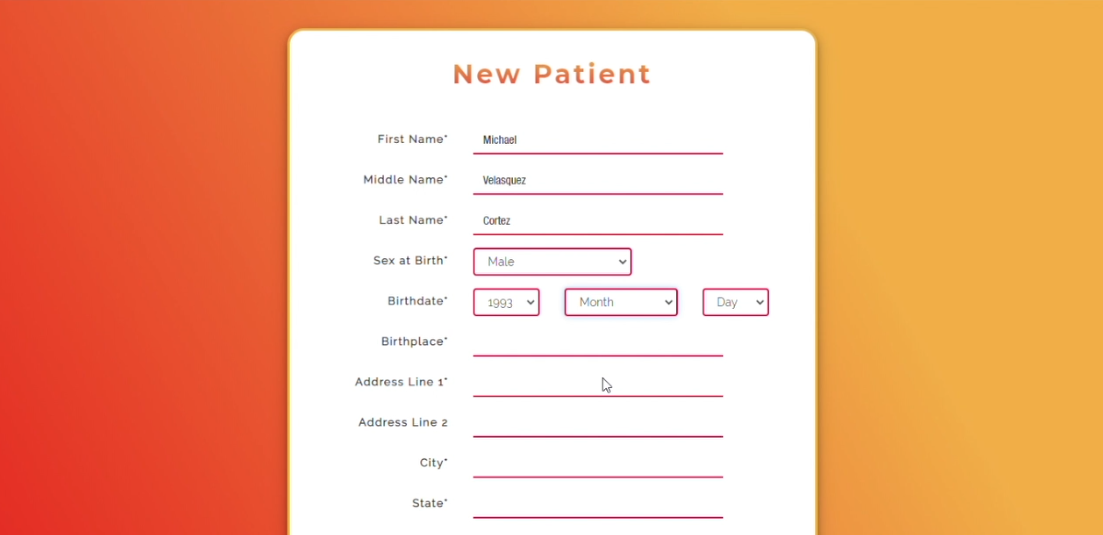 New Patient
First Name* Michael
Middle Name* Velasquez
Last Name* Cortez
Sex at Birth* Male
Birthdate* 1993 Month Day
Birthplace*
Address Line 1*
Address Line 2
City*
State*